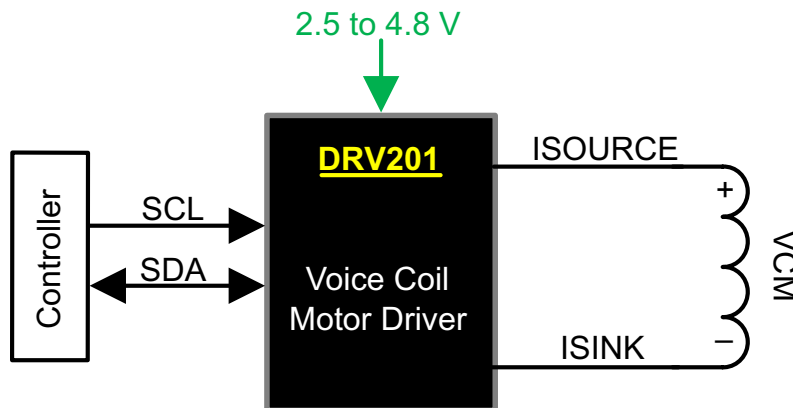 2.5 to 4.8 V
DRV201
ISOURCE
+
SCL
Controller
SDA
Voice Coil
Motor Driver
VCM
ISINK
–